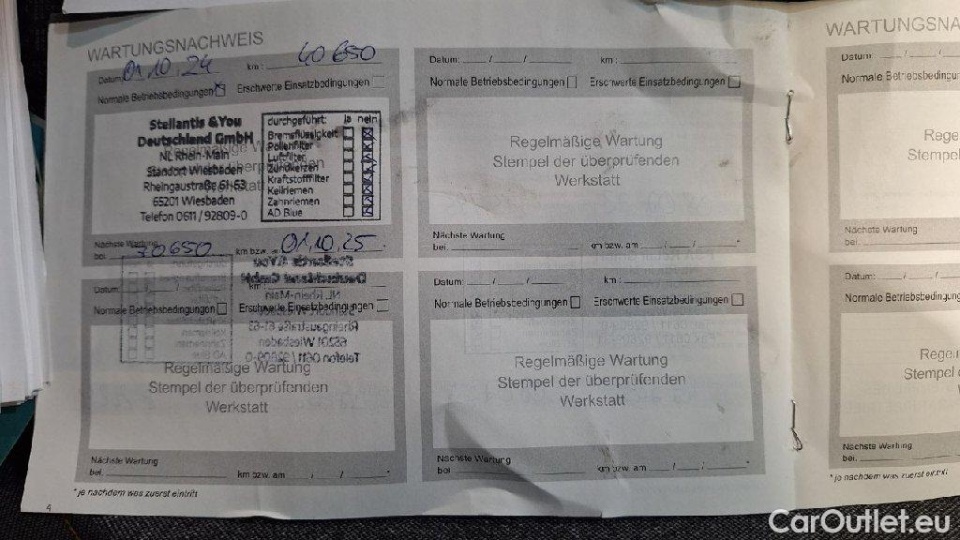 WARTUNGSNACHWEIS
Datum: 01.10.24 km : 40 650
Normale Betriebsbedingungen Erschwerte Einsatzbedingungen
Stellantis &You
Deutschland GmbH
NL Rhein-Main
Standort Wiesbaden
Rheingaustraße 61-63
65201 Wiesbaden
Telefon 0611 / 92809-0
durchgeführt: ja nein
Bremsflüssigkeit
Pollenfilter
Luftfilter
Zündkerzen
Kraftstofffilter
Keilriemen
Zahnriemen
AD Blue
Nächste Wartung
bei 70650 km bzw. 01.10.25
Datum: / / km :
Normale Betriebsbedingungen Erschwerte Einsatzbedingungen
Regelmäßige Wartung
Stempel der überprüfenden
Werkstatt
Nächste Wartung
bei. km bzw. am / / *
* je nachdem was zuerst eintritt
4
Datum: / / km :
Normale Betriebsbedingungen Erschwerte Einsatzbedingungen
Regelmäßige Wartung
Stempel der überprüfenden
Werkstatt
Nächste Wartung
bei. km bzw. am / / *
Datum: / / km :
Normale Betriebsbedingungen Erschwerte Einsatzbedingungen
Regelmäßige Wartung
Stempel der überprüfenden
Werkstatt
Nächste Wartung
bei km bzw. am / / *
WARTUNGSNA
Datum: / /
Normale Betriebsbedingung
Rege
Stempel
Nächste Wartung
bei.
Datum: / /
Normale Betriebsbedingung
Regel
Stempel
Nächste Wartung
bei.
* je nachdem was zuerst eintritt
CarOutlet.eu